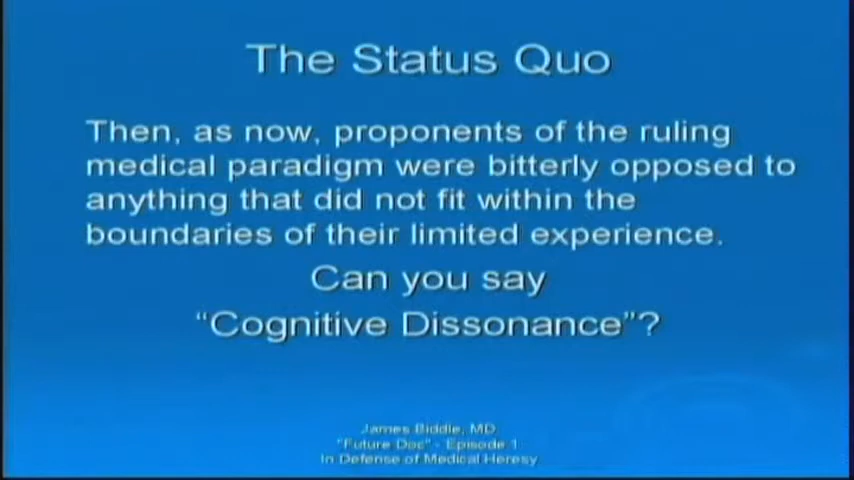 The Status Quo
Then, as now, proponents of the ruling
medical paradigm were bitterly opposed to
anything that did not fit within the
boundaries of their limited experience.
Can you say
“Cognitive Dissonance”?
James Biddle, MD
"Future Doc" - Episode 1
In Defense of Medical Heresy